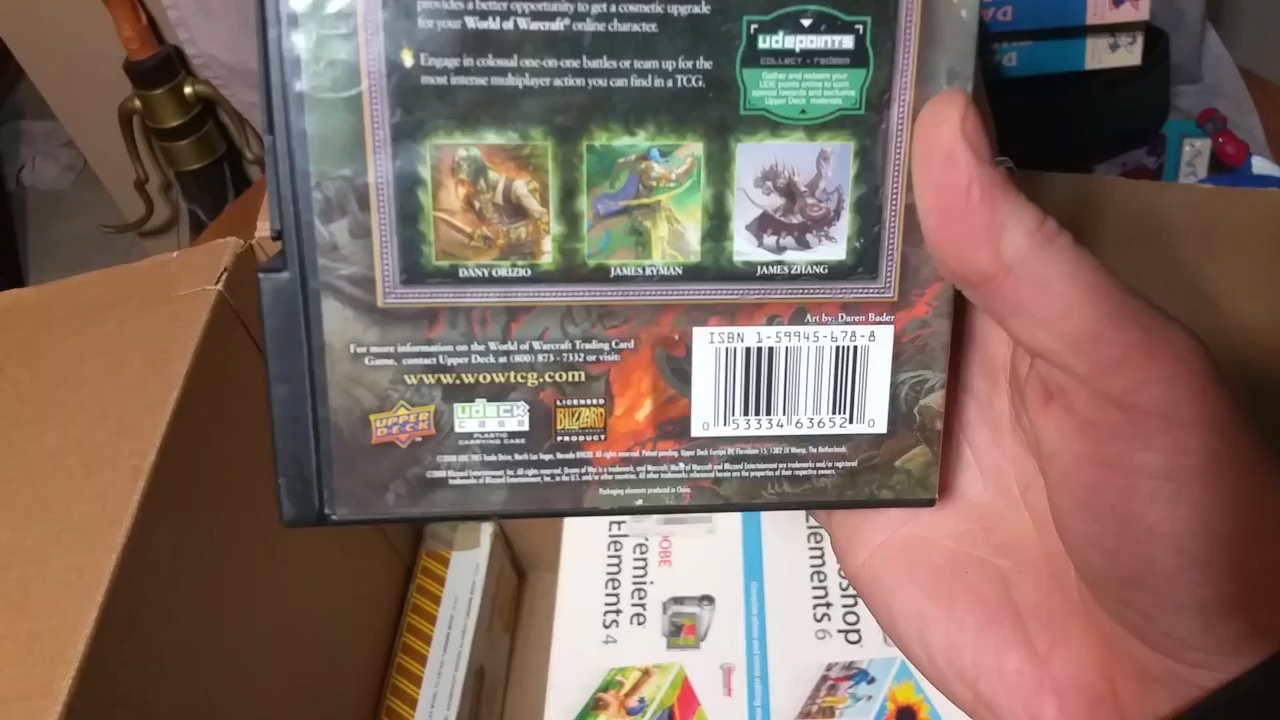 provides a better opportunity to get a cosmetic upgrade
for your World of Warcraft® online character.
Engage in colossal one-on-one battles or team up for the
most intense multiplayer action you can find in a TCG.
udepoints
COLLECT • redeem
Gather and redeem your
UDE points online to earn
special rewards and exclusive
Upper Deck materials.
DANY ORIZIO
JAMES RYMAN
JAMES ZHANG
Art by: Daren Bader
For more information on the World of Warcraft Trading Card
Game, contact Upper Deck at (800) 873 - 7332 or visit:
www.wowtcg.com
ISBN 1-59945-678-8
0 53334 63652 0
UPPER
DECK
udeck
case
PLASTIC
CARRYING CASE
LICENSED
BLIZZARD
ENTERTAINMENT
PRODUCT
Packaging elements produced in China.
OBE
remiere
Elements 4
oshop
lements 6